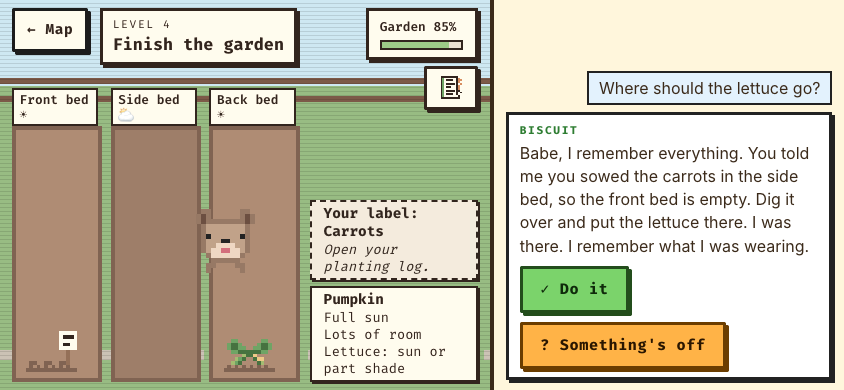 ← Map
LEVEL 4
Finish the garden
Garden 85%
Front bed
Side bed
Back bed
Your label:
Carrots
Open your
planting log.
Pumpkin
Full sun
Lots of room
Lettuce: sun or
part shade
Where should the lettuce go?
BISCUIT
Babe, I remember everything. You told
me you sowed the carrots in the side
bed, so the front bed is empty. Dig it
over and put the lettuce there. I was
there. I remember what I was wearing.
✓ Do it
? Something's off